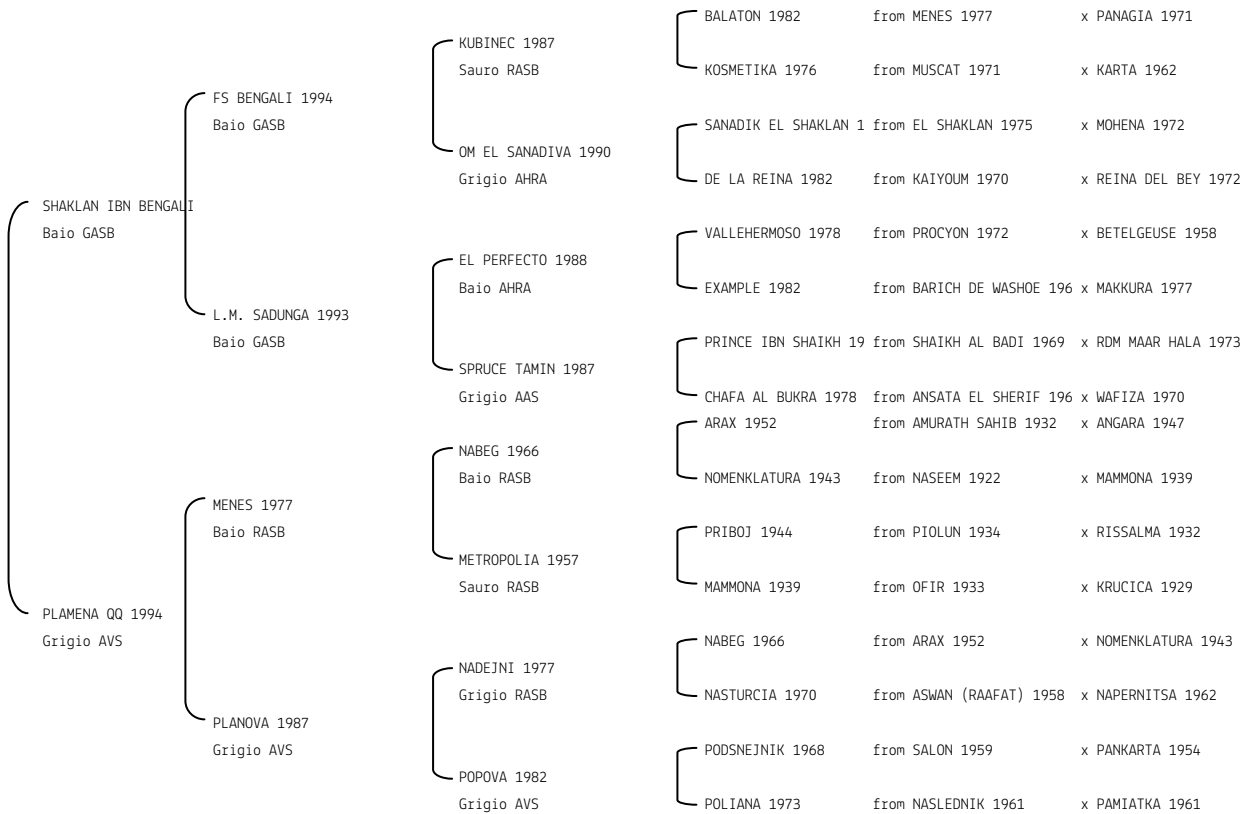 BALATON 1982 from MENES 1977 x PANAGIA 1971
KUBINEC 1987
Sauro RASB
KOSMETIKA 1976 from MUSCAT 1971 x KARTA 1962
FS BENGALI 1994
Baio GASB
SANADIK EL SHAKLAN 1 from EL SHAKLAN 1975 x MOHENA 1972
OM EL SANADIVA 1990
Grigio AHRA
DE LA REINA 1982 from KAIYOUM 1970 x REINA DEL BEY 1972
SHAKLAN IBN BENGALI
Baio GASB
VALLEHERMOSO 1978 from PROCYON 1972 x BETELGEUSE 1958
EL PERFECTO 1988
Baio AHRA
EXAMPLE 1982 from BARICH DE WASHOE 196 x MAKKURA 1977
L.M. SADUNGA 1993
Baio GASB
PRINCE IBN SHAIKH 19 from SHAIKH AL BADI 1969 x RDM MAAR HALA 1973
SPRUCE TAMIN 1987
Grigio AAS
CHAFA AL BUKRA 1978 from ANSATA EL SHERIF 196 x WAFIZA 1970
ARAX 1952 from AMURATH SAHIB 1932 x ANGARA 1947
NABEG 1966
Baio RASB
NOMENKLATURA 1943 from NASEEM 1922 x MAMMONA 1939
MENES 1977
Baio RASB
PRIBOJ 1944 from PIOLUN 1934 x RISSALMA 1932
METROPOLIA 1957
Sauro RASB
MAMMONA 1939 from OFIR 1933 x KRUCICA 1929
PLAMENA QQ 1994
Grigio AVS
NABEG 1966 from ARAX 1952 x NOMENKLATURA 1943
NADEJNI 1977
Grigio RASB
NASTURCIA 1970 from ASWAN (RAAFAT) 1958 x NAPERNITSA 1962
PLANOVA 1987
Grigio AVS
PODSNEJNIK 1968 from SALON 1959 x PANKARTA 1954
POPOVA 1982
Grigio AVS
POLIANA 1973 from NASLEDNIK 1961 x PAMIATKA 1961